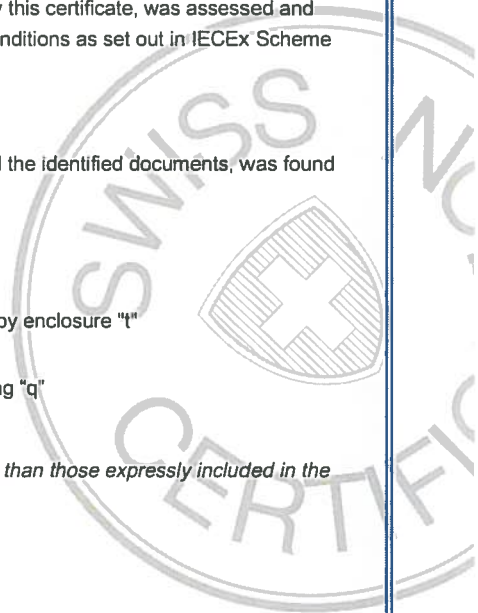 this certificate, was assessed and
nditions as set out in IECEx Scheme
the identified documents, was found
by enclosure "t"
"q"
than those expressly included in the
SWISS
CERTIFIC